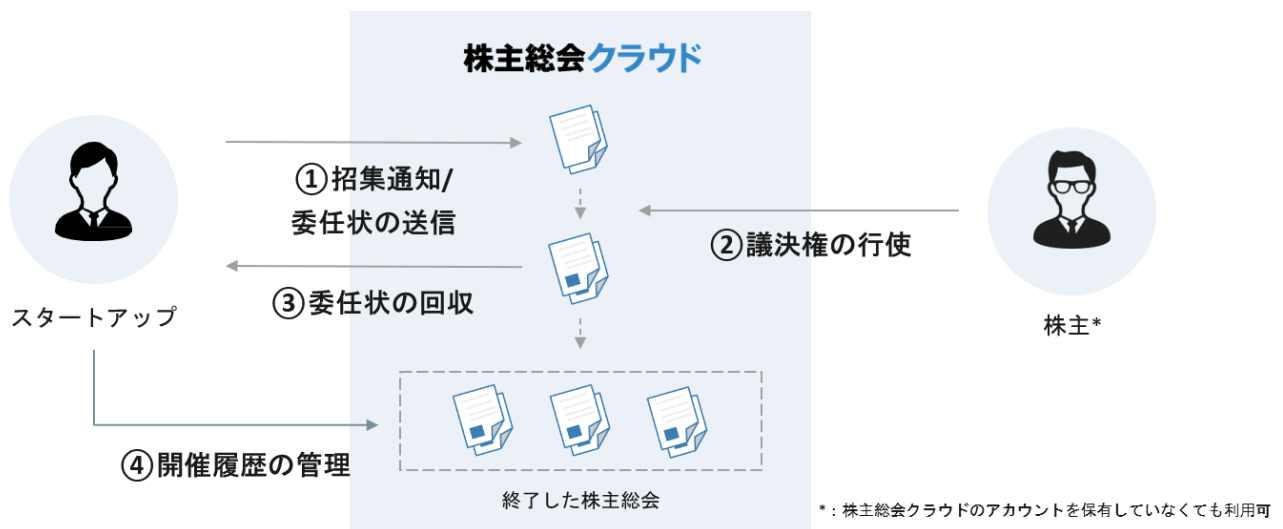 株主総会クラウド
①招集通知/
委任状の送信
②議決権の行使
③委任状の回収
スタートアップ
株主*
④開催履歴の管理
終了した株主総会
*：株主総会クラウドのアカウントを保有していなくても利用可